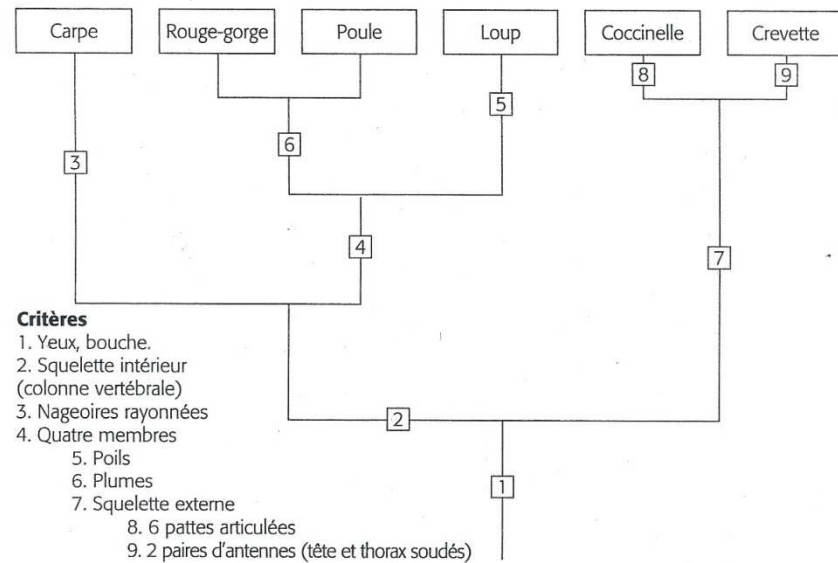 Carpe Rouge-gorge Poule Loup Coccinelle Crevette
8 9
5
6
3
4
7
Critères
1. Yeux, bouche.
2. Squelette intérieur
(colonne vertébrale)
3. Nageoires rayonnées
4. Quatre membres
2
5. Poils
6. Plumes
1
7. Squelette externe
8. 6 pattes articulées
9. 2 paires d'antennes (tête et thorax soudés)